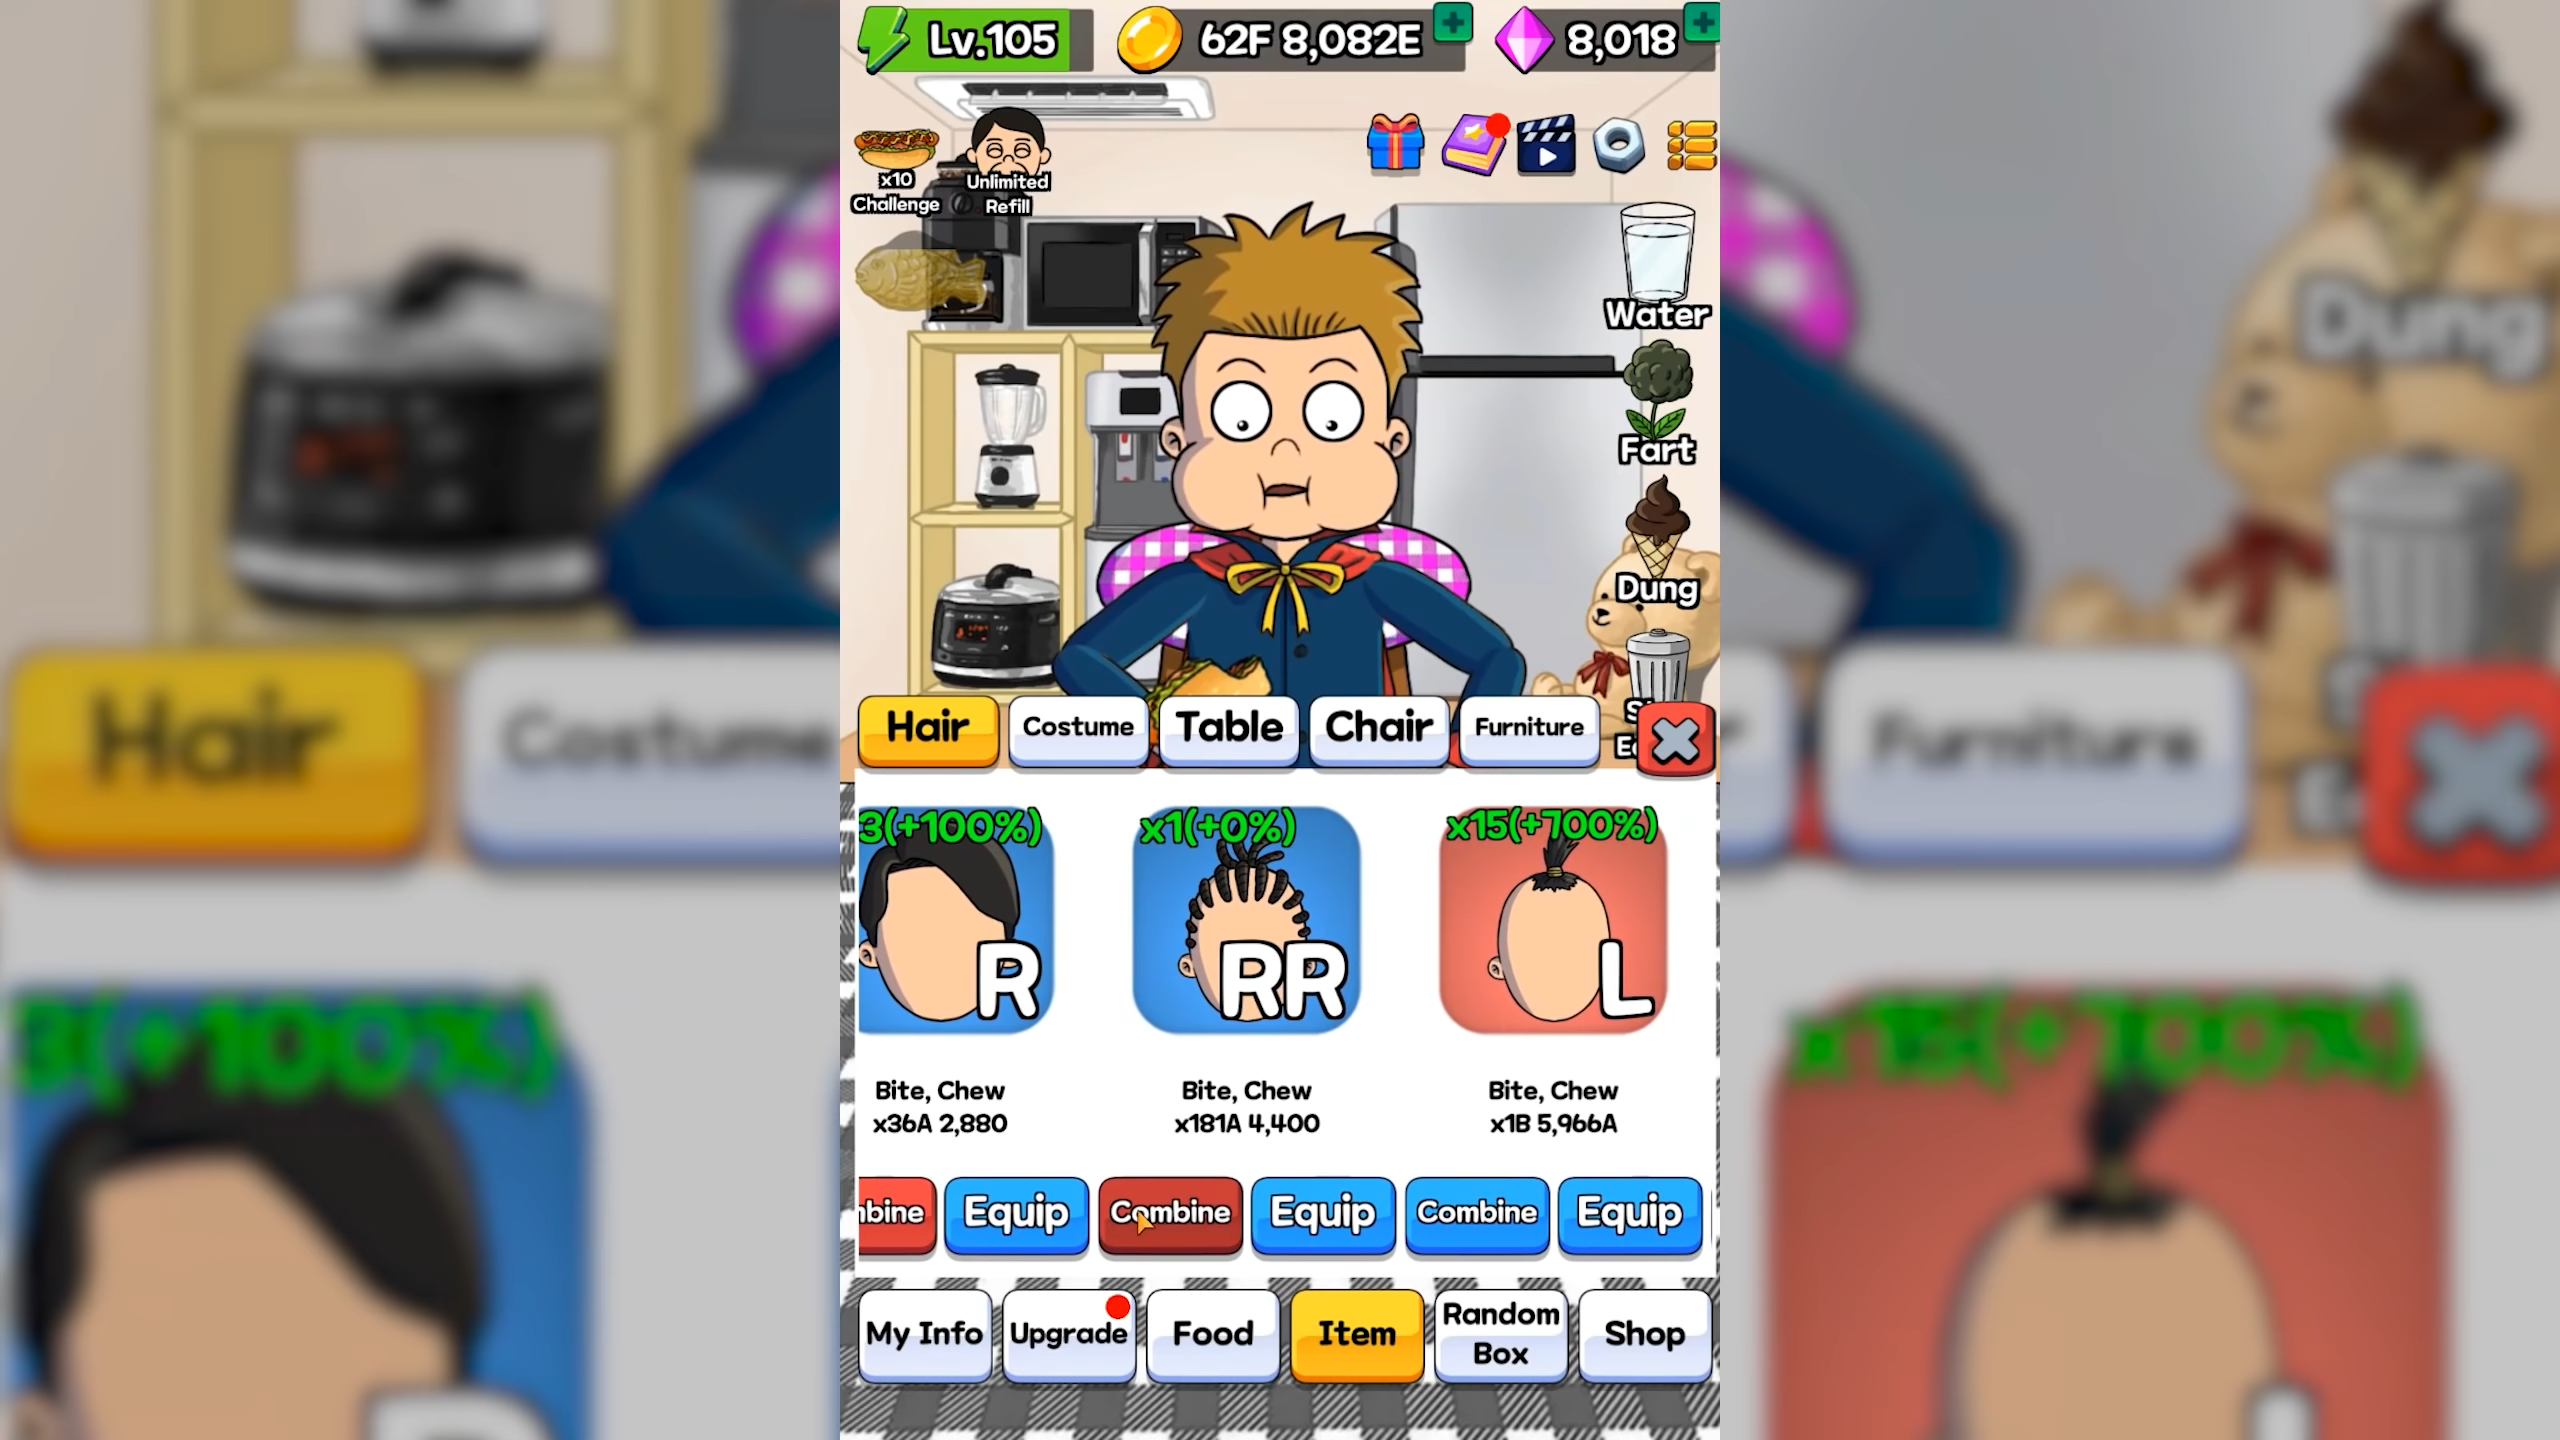 Lv.105
62F 8,082E
8,018
x10
Challenge
Unlimited
Refill
Water
Fart
Dung
Hair
Costume
Table
Chair
Furniture
3(+100%)
x1(+0%)
x15(+700%)
R
RR
L
Bite, Chew
x36A 2,880
Bite, Chew
x181A 4,400
Bite, Chew
x1B 5,966A
mbine
Equip
Combine
Equip
Combine
Equip
My Info
Upgrade
Food
Item
Random
Box
Shop